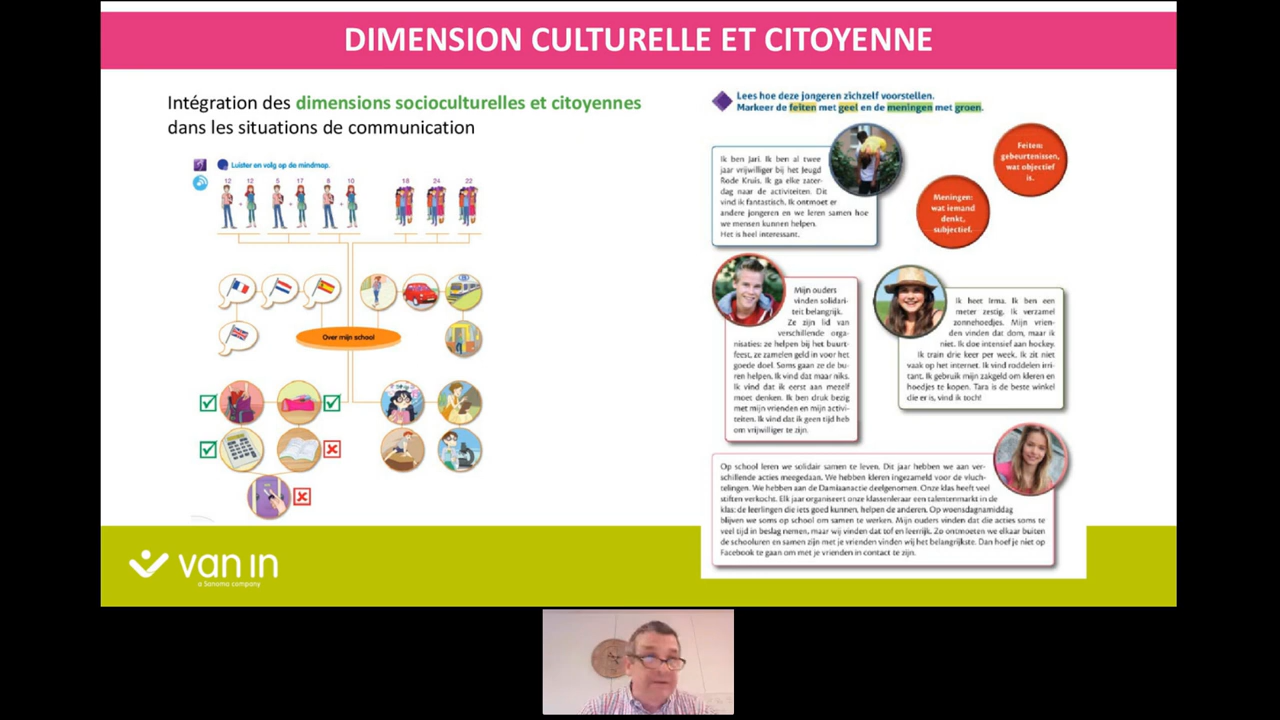 DIMENSION CULTURELLE ET CITOYENNE
Intégration des dimensions socioculturelles et citoyennes
dans les situations de communication
Luister en volg op de mindmap.
12 12 5 17 8 10 18 24 22
Over mijn school
Lees hoe deze jongeren zichzelf voorstellen.
Markeer de feiten met geel en de meningen met groen.
Ik ben Jari. Ik ben al twee
jaar vrijwilliger bij het Jeugd
Rode Kruis. Ik ga elke zater-
dag naar de activiteiten. Dit
vind ik fantastisch. Ik ontmoet er
andere jongeren en we leren samen hoe
we mensen kunnen helpen.
Het is heel interessant.
Feiten:
gebeurtenissen,
wat objectief
is.
Meningen:
wat iemand
denkt,
subjectief.
Mijn ouders
vinden solidari-
teit belangrijk.
Ze zijn lid van
verschillende orga-
nisaties: ze helpen bij het buurt-
feest, ze zamelen geld in voor het
goede doel. Soms gaan ze de bu-
ren helpen. Ik vind dat maar niks.
Ik vind dat ik eerst aan mezelf
moet denken. Ik ben druk bezig
met mijn vrienden en mijn activi-
teiten. Ik vind dat ik geen tijd heb
om vrijwilliger te zijn.
Ik heet Irma. Ik ben een
meter zestig. Ik verzamel
zonnehoedjes. Mijn vrien-
den vinden dat dom, maar ik
niet. Ik doe intensief aan hockey.
Ik train drie keer per week. Ik zit niet
vaak op het internet. Ik vind roddelen irri-
tant. Ik gebruik mijn zakgeld om kleren en
hoedjes te kopen. Tara is de beste winkel
die er is, vind ik toch!
Op school leren we solidair samen te leven. Dit jaar hebben we aan ver-
schillende acties meegedaan. We hebben kleren ingezameld voor de vluch-
telingen. We hebben aan de Damiaanactie deelgenomen. Onze klas heeft veel
stiften verkocht. Elk jaar organiseert onze klassenleraar een talentenmarkt in de
klas: de leerlingen die iets goed kunnen, helpen de anderen. Op woensdagnamiddag
blijven we soms op school om samen te werken. Mijn ouders vinden dat die acties soms te
veel tijd in beslag nemen, maar wij vinden dat tof en leerrijk. Zo ontmoeten we elkaar buiten
de schooluren en samen zijn met je vrienden vinden wij het belangrijkste. Dan hoef je niet op
Facebook te gaan om met je vrienden in contact te zijn.
van in
a Sanoma company